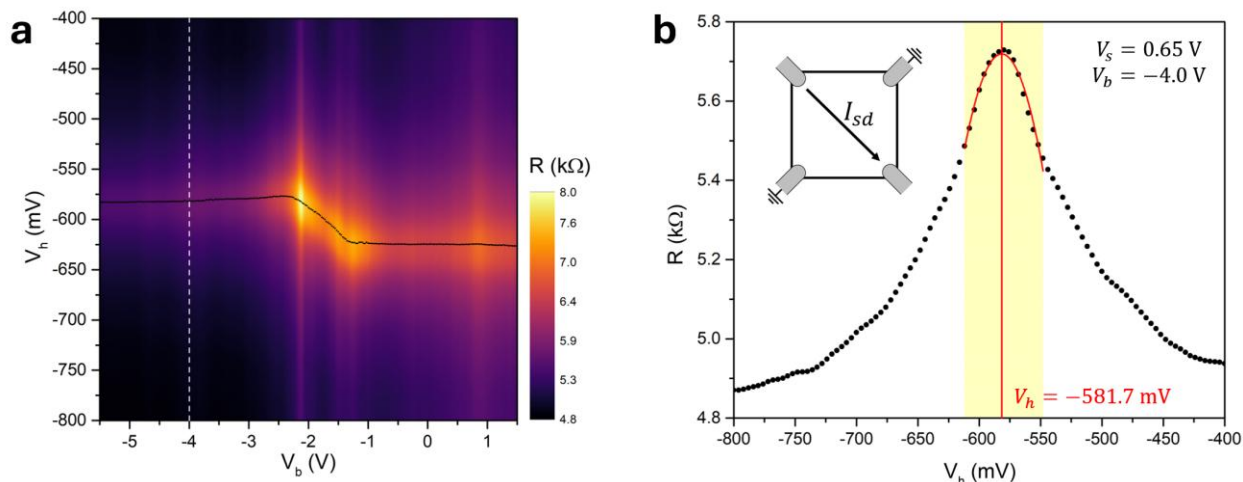 a
-400
-450
-500
-550
-600
-650
-700
-750
-800
V_h (mV)
-5 -4 -3 -2 -1 0 1
V_b (V)
R (kΩ)
8.0
7.6
7.0
6.4
5.9
5.3
4.8
b
5.8
5.6
5.4
5.2
5.0
4.8
R (kΩ)
I_sd
V_s = 0.65 V
V_b = −4.0 V
V_h = −581.7 mV
-800 -750 -700 -650 -600 -550 -500 -450 -400
V_h (mV)